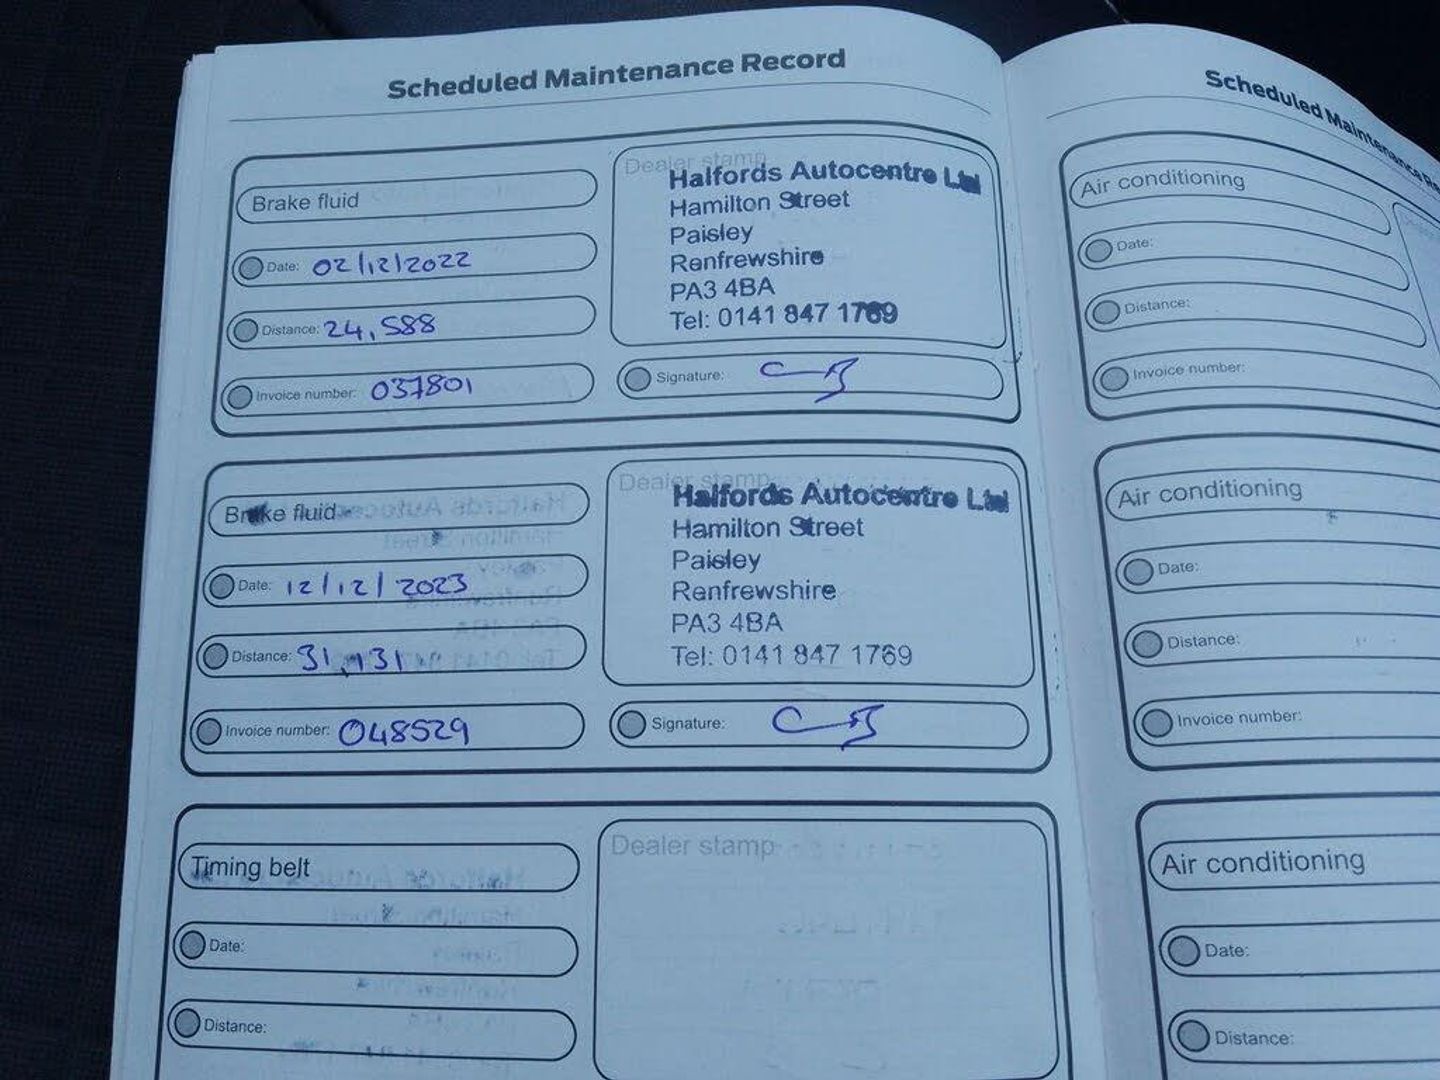 Scheduled Maintenance Record
Brake fluid
Date: 02/12/2022
Distance: 24,588
Invoice number: 037801
Dealer stamp
Halfords Autocentre Ltd
Hamilton Street
Paisley
Renfrewshire
PA3 4BA
Tel: 0141 847 1769
Signature:
Brake fluid
Date: 12/12/2023
Distance: 31,131
Invoice number: 048529
Dealer stamp
Halfords Autocentre Ltd
Hamilton Street
Paisley
Renfrewshire
PA3 4BA
Tel: 0141 847 1769
Signature:
Timing belt
Date:
Distance:
Dealer stamp
Scheduled Maintenance Re
Air conditioning
Date:
Distance:
Invoice number:
Air conditioning
Date:
Distance:
Invoice number:
Air conditioning
Date:
Distance: